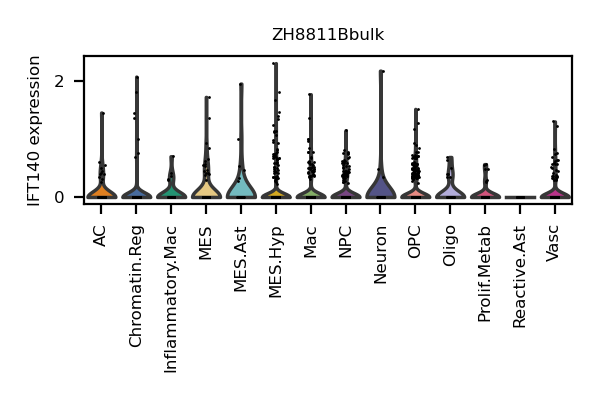 ZH8811Bbulk
IFT140 expression
2
0
AC
Chromatin.Reg
Inflammatory.Mac
MES
MES.Ast
MES.Hyp
Mac
NPC
Neuron
OPC
Oligo
Prolif.Metab
Reactive.Ast
Vasc